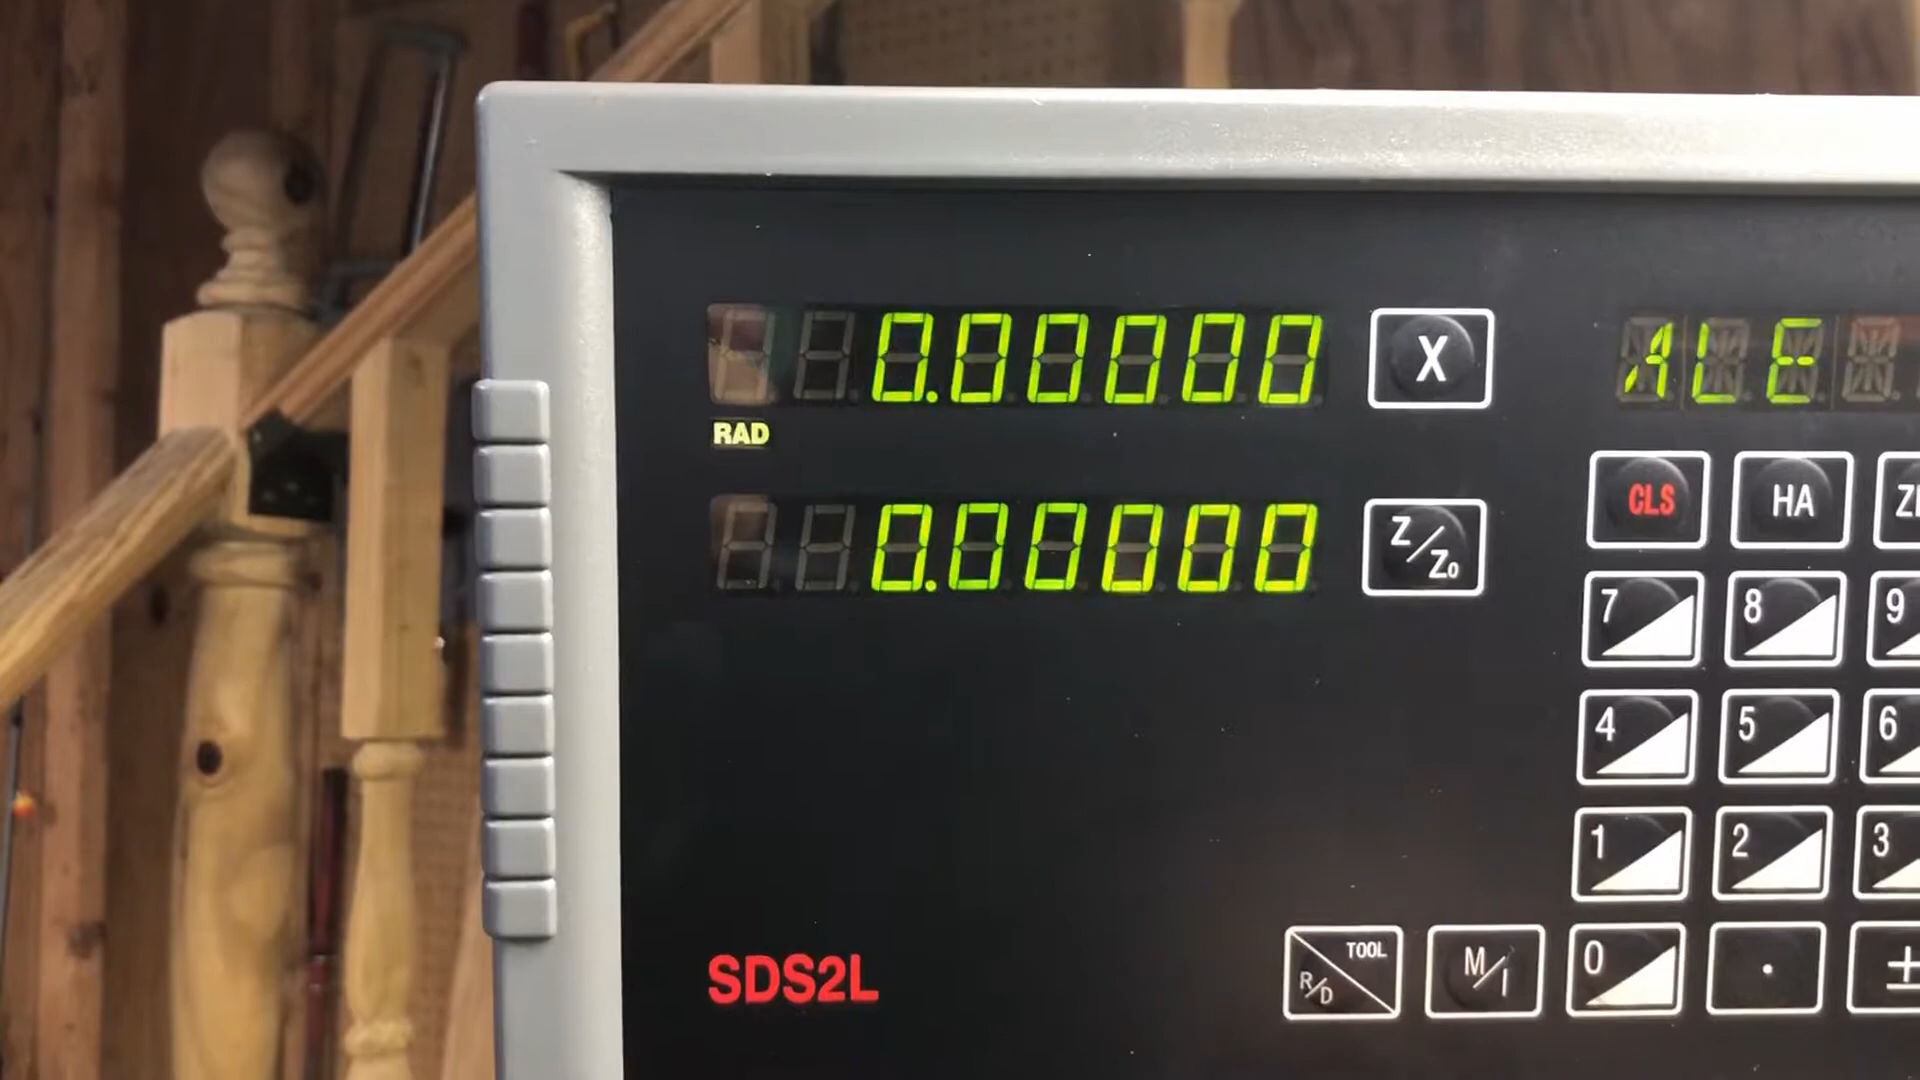 0.00000 X ALE
RAD
0.00000 Z/Z0
CLS HA
7 8 9
4 5 6
1 2 3
SDS2L R/D TOOL M/I 0 . ±